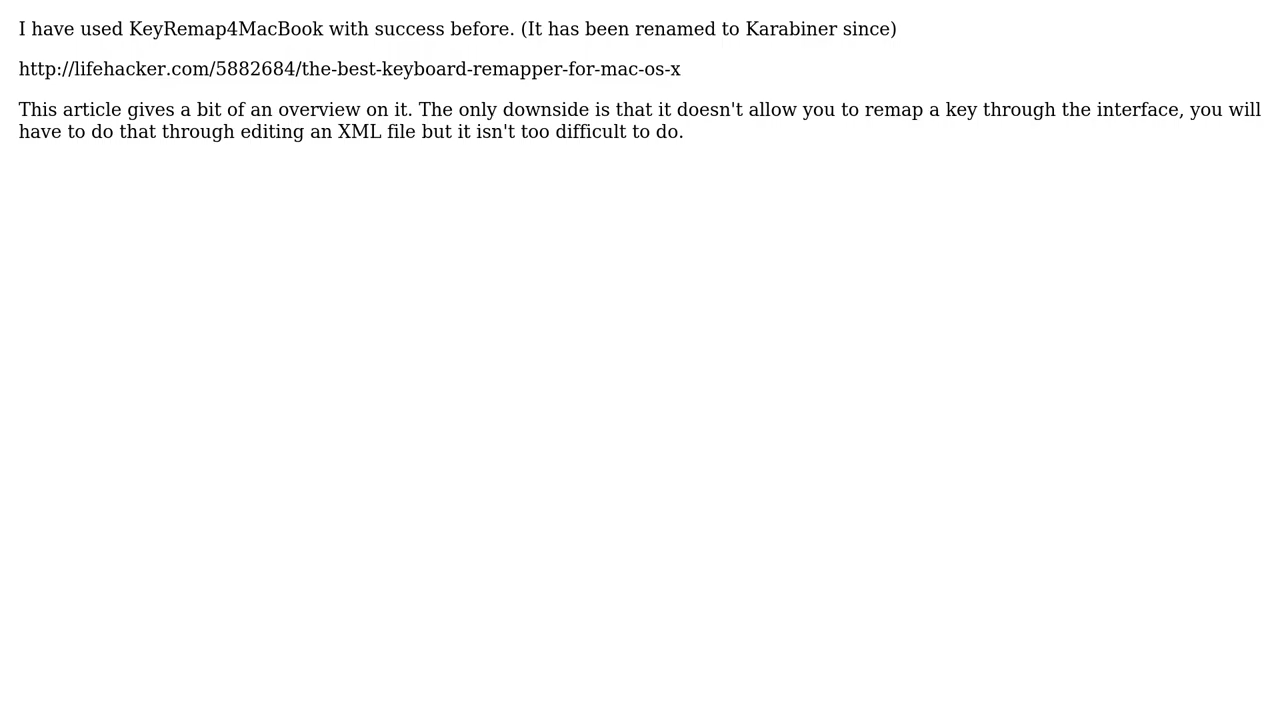 I have used KeyRemap4MacBook with success before. (It has been renamed to Karabiner since)
http://lifehacker.com/5882684/the-best-keyboard-remapper-for-mac-os-x
This article gives a bit of an overview on it. The only downside is that it doesn't allow you to remap a key through the interface, you will
have to do that through editing an XML file but it isn't too difficult to do.